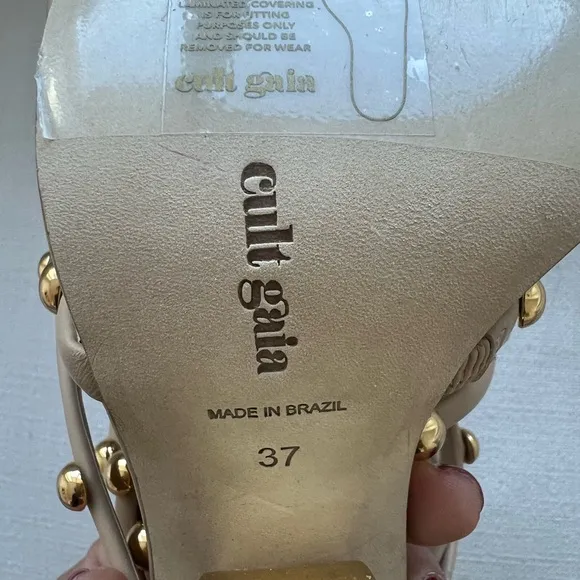 LAMINATED COVERING
IS FOR FITTING
PURPOSES ONLY
AND SHOULD BE
REMOVED FOR WEAR
cult gaia
cult gaia
MADE IN BRAZIL
37